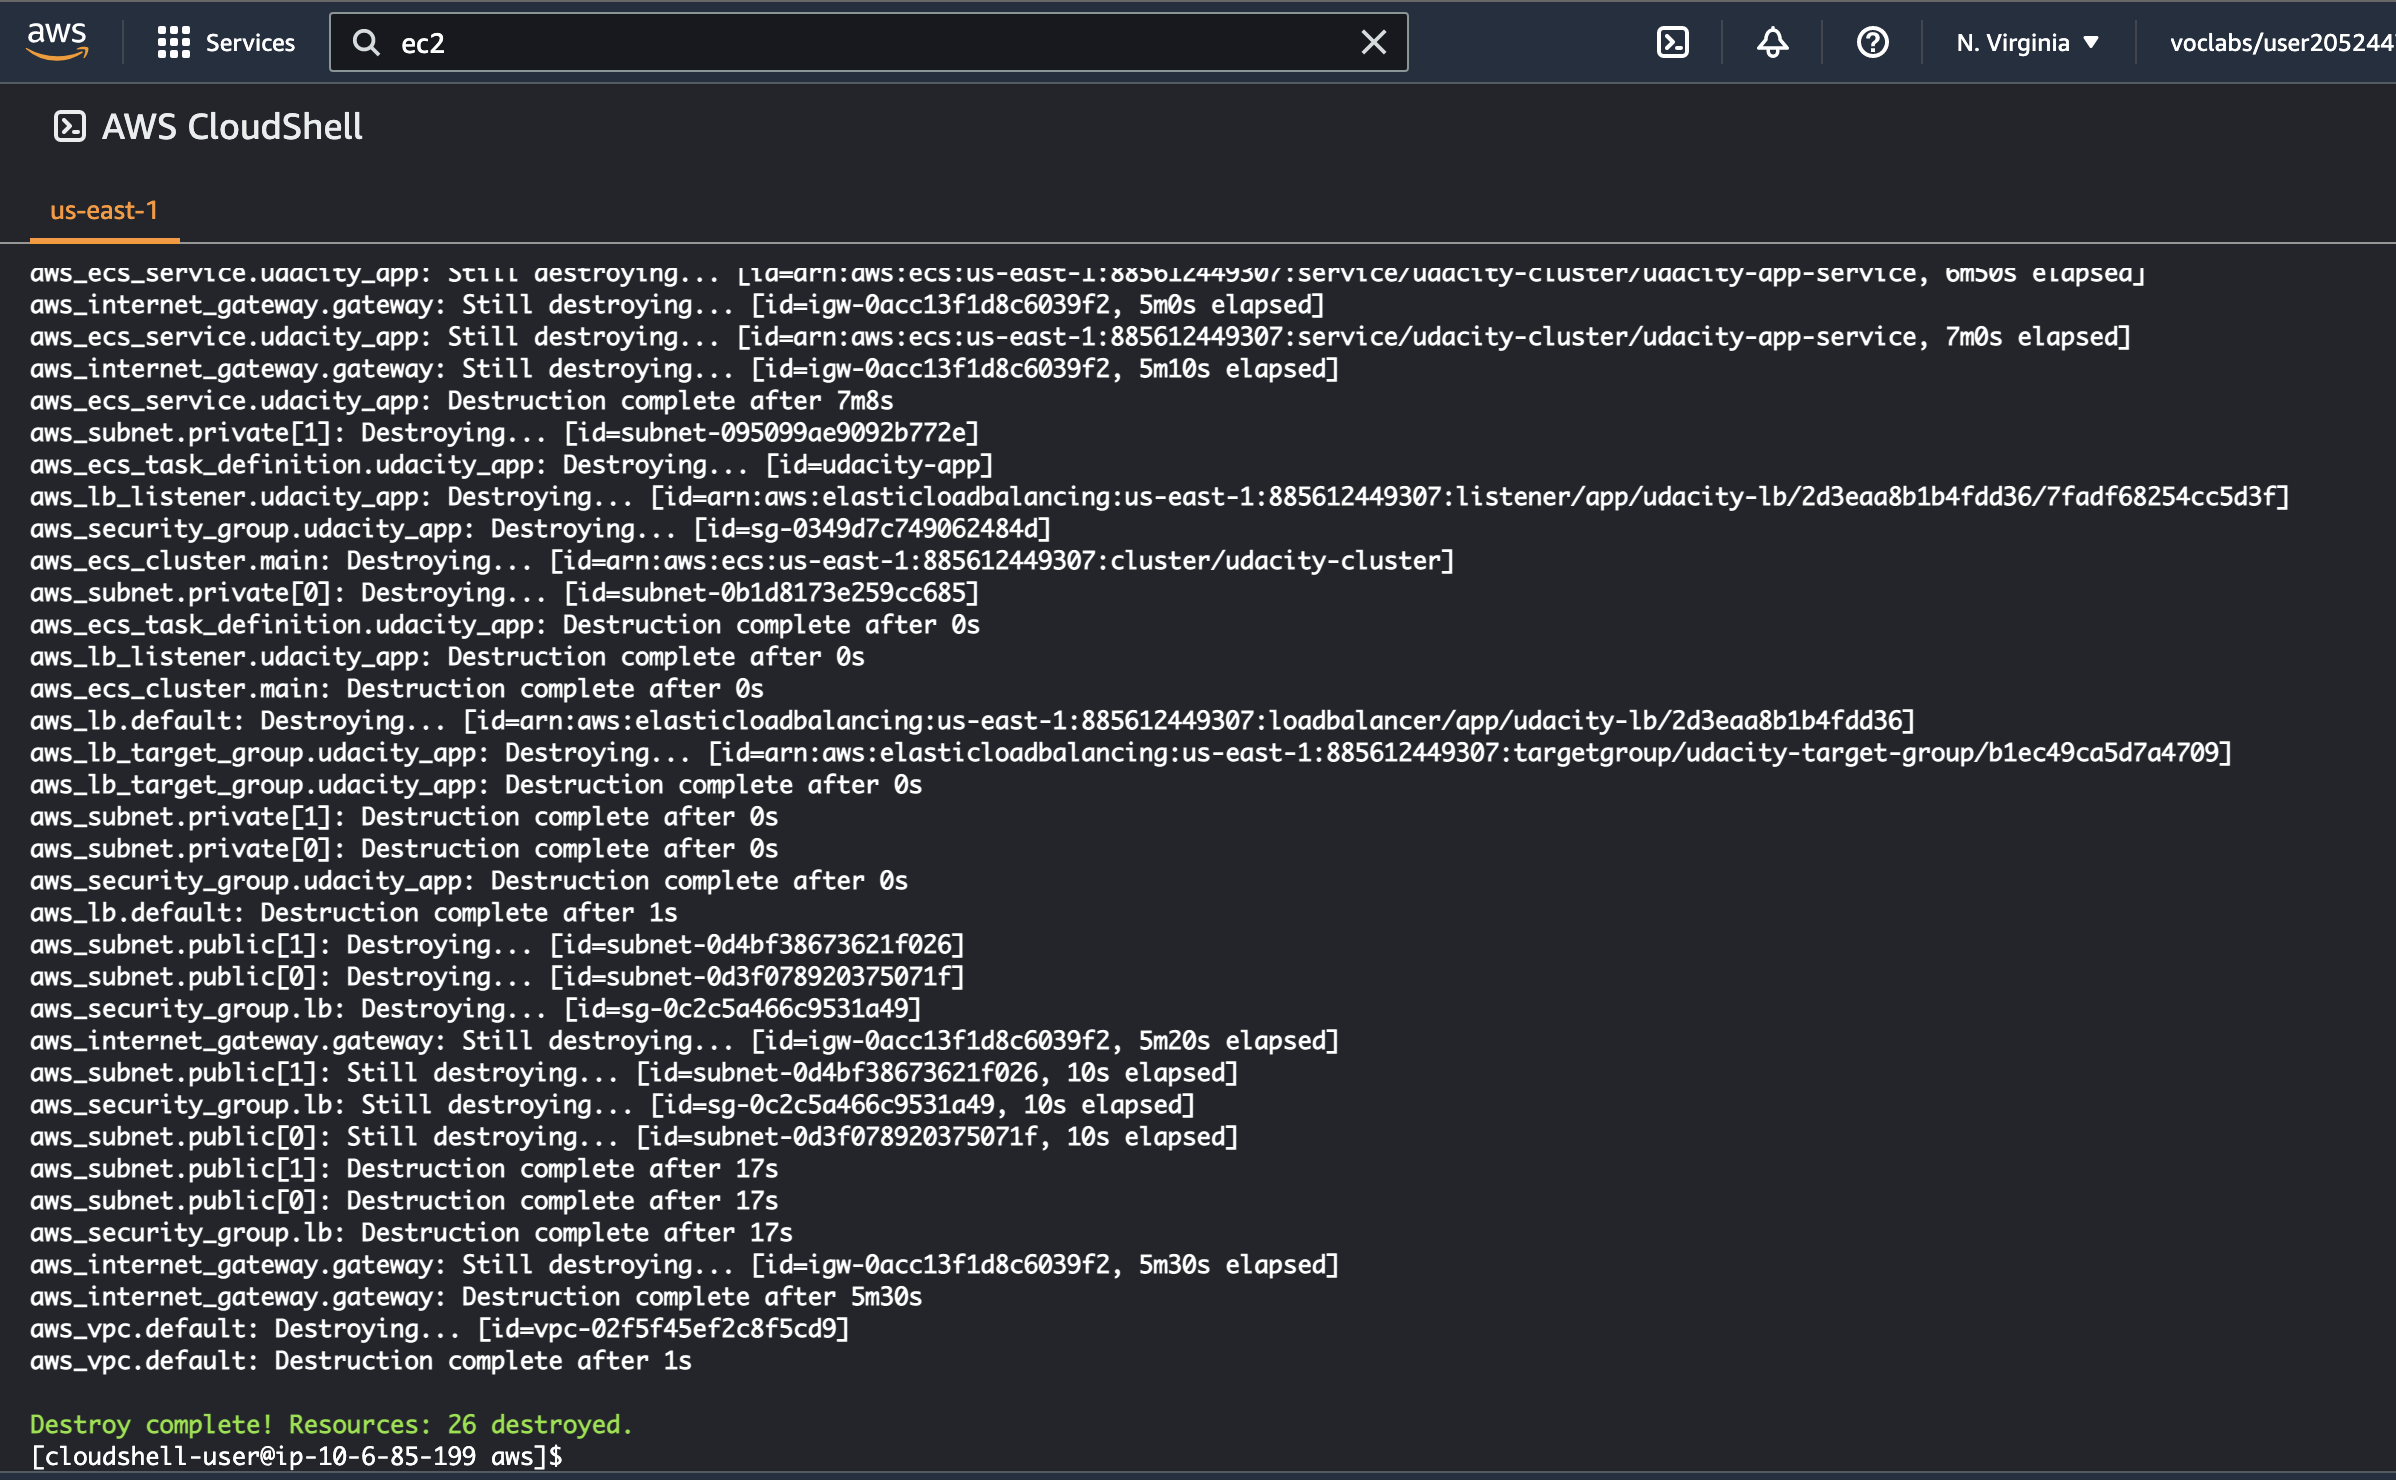 aws
Services
ec2
N. Virginia
voclabs/user205244
AWS CloudShell
us-east-1
aws_ecs_service.udacity_app: Still destroying... [id=arn:aws:ecs:us-east-1:885612449307:service/udacity-cluster/udacity-app-service, 6m50s elapsed]
aws_internet_gateway.gateway: Still destroying... [id=igw-0acc13f1d8c6039f2, 5m0s elapsed]
aws_ecs_service.udacity_app: Still destroying... [id=arn:aws:ecs:us-east-1:885612449307:service/udacity-cluster/udacity-app-service, 7m0s elapsed]
aws_internet_gateway.gateway: Still destroying... [id=igw-0acc13f1d8c6039f2, 5m10s elapsed]
aws_ecs_service.udacity_app: Destruction complete after 7m8s
aws_subnet.private[1]: Destroying... [id=subnet-095099ae9092b772e]
aws_ecs_task_definition.udacity_app: Destroying... [id=udacity-app]
aws_lb_listener.udacity_app: Destroying... [id=arn:aws:elasticloadbalancing:us-east-1:885612449307:listener/app/udacity-lb/2d3eaa8b1b4fdd36/7fadf68254cc5d3f]
aws_security_group.udacity_app: Destroying... [id=sg-0349d7c749062484d]
aws_ecs_cluster.main: Destroying... [id=arn:aws:ecs:us-east-1:885612449307:cluster/udacity-cluster]
aws_subnet.private[0]: Destroying... [id=subnet-0b1d8173e259cc685]
aws_ecs_task_definition.udacity_app: Destruction complete after 0s
aws_lb_listener.udacity_app: Destruction complete after 0s
aws_ecs_cluster.main: Destruction complete after 0s
aws_lb.default: Destroying... [id=arn:aws:elasticloadbalancing:us-east-1:885612449307:loadbalancer/app/udacity-lb/2d3eaa8b1b4fdd36]
aws_lb_target_group.udacity_app: Destroying... [id=arn:aws:elasticloadbalancing:us-east-1:885612449307:targetgroup/udacity-target-group/b1ec49ca5d7a4709]
aws_lb_target_group.udacity_app: Destruction complete after 0s
aws_subnet.private[1]: Destruction complete after 0s
aws_subnet.private[0]: Destruction complete after 0s
aws_security_group.udacity_app: Destruction complete after 0s
aws_lb.default: Destruction complete after 1s
aws_subnet.public[1]: Destroying... [id=subnet-0d4bf38673621f026]
aws_subnet.public[0]: Destroying... [id=subnet-0d3f078920375071f]
aws_security_group.lb: Destroying... [id=sg-0c2c5a466c9531a49]
aws_internet_gateway.gateway: Still destroying... [id=igw-0acc13f1d8c6039f2, 5m20s elapsed]
aws_subnet.public[1]: Still destroying... [id=subnet-0d4bf38673621f026, 10s elapsed]
aws_security_group.lb: Still destroying... [id=sg-0c2c5a466c9531a49, 10s elapsed]
aws_subnet.public[0]: Still destroying... [id=subnet-0d3f078920375071f, 10s elapsed]
aws_subnet.public[1]: Destruction complete after 17s
aws_subnet.public[0]: Destruction complete after 17s
aws_security_group.lb: Destruction complete after 17s
aws_internet_gateway.gateway: Still destroying... [id=igw-0acc13f1d8c6039f2, 5m30s elapsed]
aws_internet_gateway.gateway: Destruction complete after 5m30s
aws_vpc.default: Destroying... [id=vpc-02f5f45ef2c8f5cd9]
aws_vpc.default: Destruction complete after 1s
Destroy complete! Resources: 26 destroyed.
[cloudshell-user@ip-10-6-85-199 aws]$